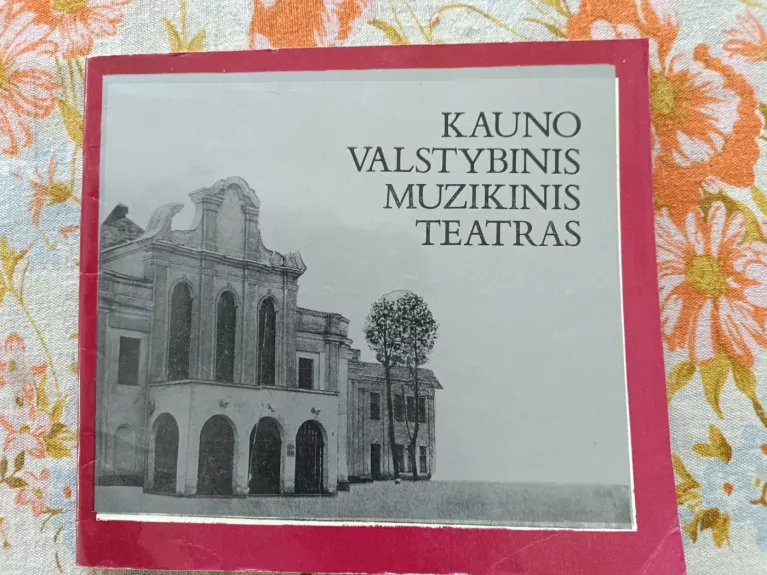 KAUNO
VALSTYBINIS
MUZIKINIS
TEATRAS